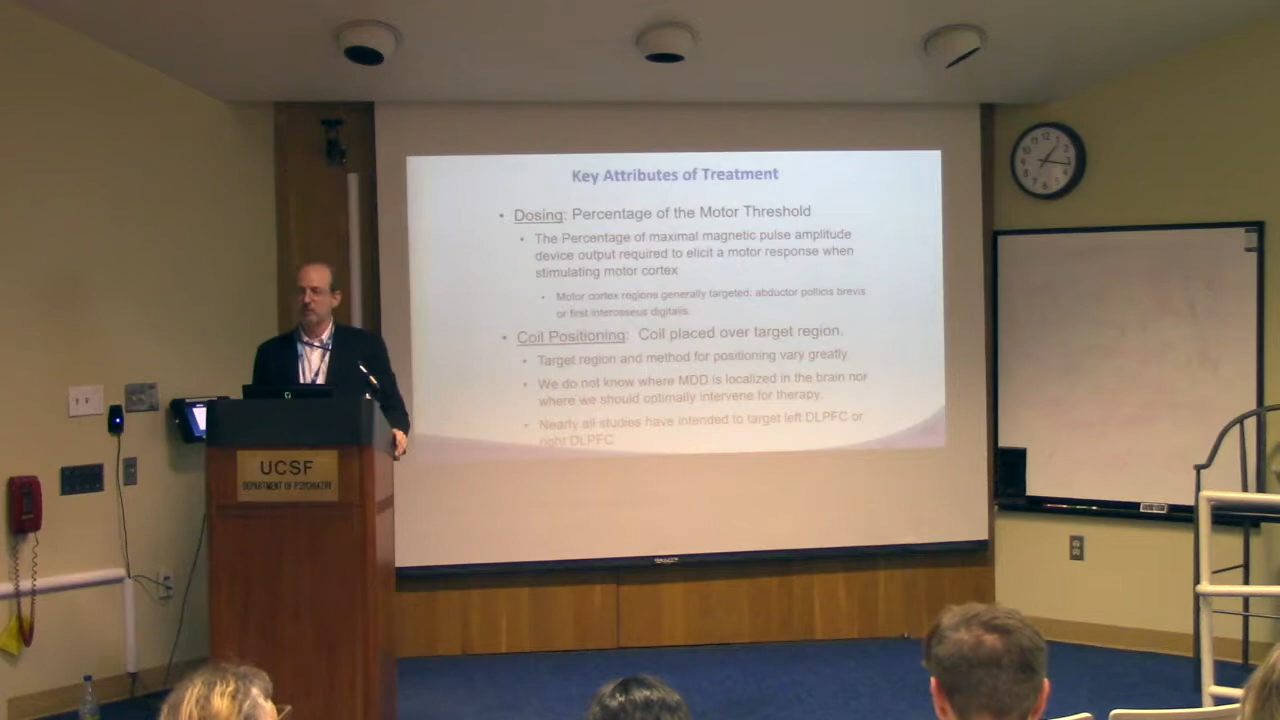 Key Attributes of Treatment
• Dosing: Percentage of the Motor Threshold
• The Percentage of maximal magnetic pulse amplitude
device output required to elicit a motor response when
stimulating motor cortex
• Motor cortex regions generally targeted: abductor pollicis brevis
or first interosseus digitalis.
• Coil Positioning: Coil placed over target region.
• Target region and method for positioning vary greatly
• We do not know where MDD is localized in the brain nor
where we should optimally intervene for therapy.
• Nearly all studies have intended to target left DLPFC or
right DLPFC
UCSF
DEPARTMENT OF PSYCHIATRY